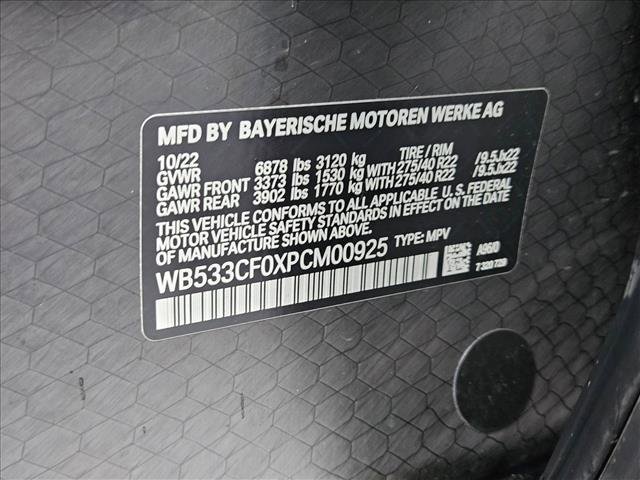 MFD BY BAYERISCHE MOTOREN WERKE AG
10/22 TIRE / RIM
GVWR 6878 lbs 3120 kg
GAWR FRONT 3373 lbs 1530 kg WITH 275/40 R22 /9.5Jx22
GAWR REAR 3902 lbs 1770 kg WITH 275/40 R22 /9.5Jx22
THIS VEHICLE CONFORMS TO ALL APPLICABLE U.S. FEDERAL
MOTOR VEHICLE SAFETY STANDARDS IN EFFECT ON THE DATE
OF MANUFACTURE SHOWN ABOVE.
WB533CF0XPCM00925 TYPE: MPV
A96/0